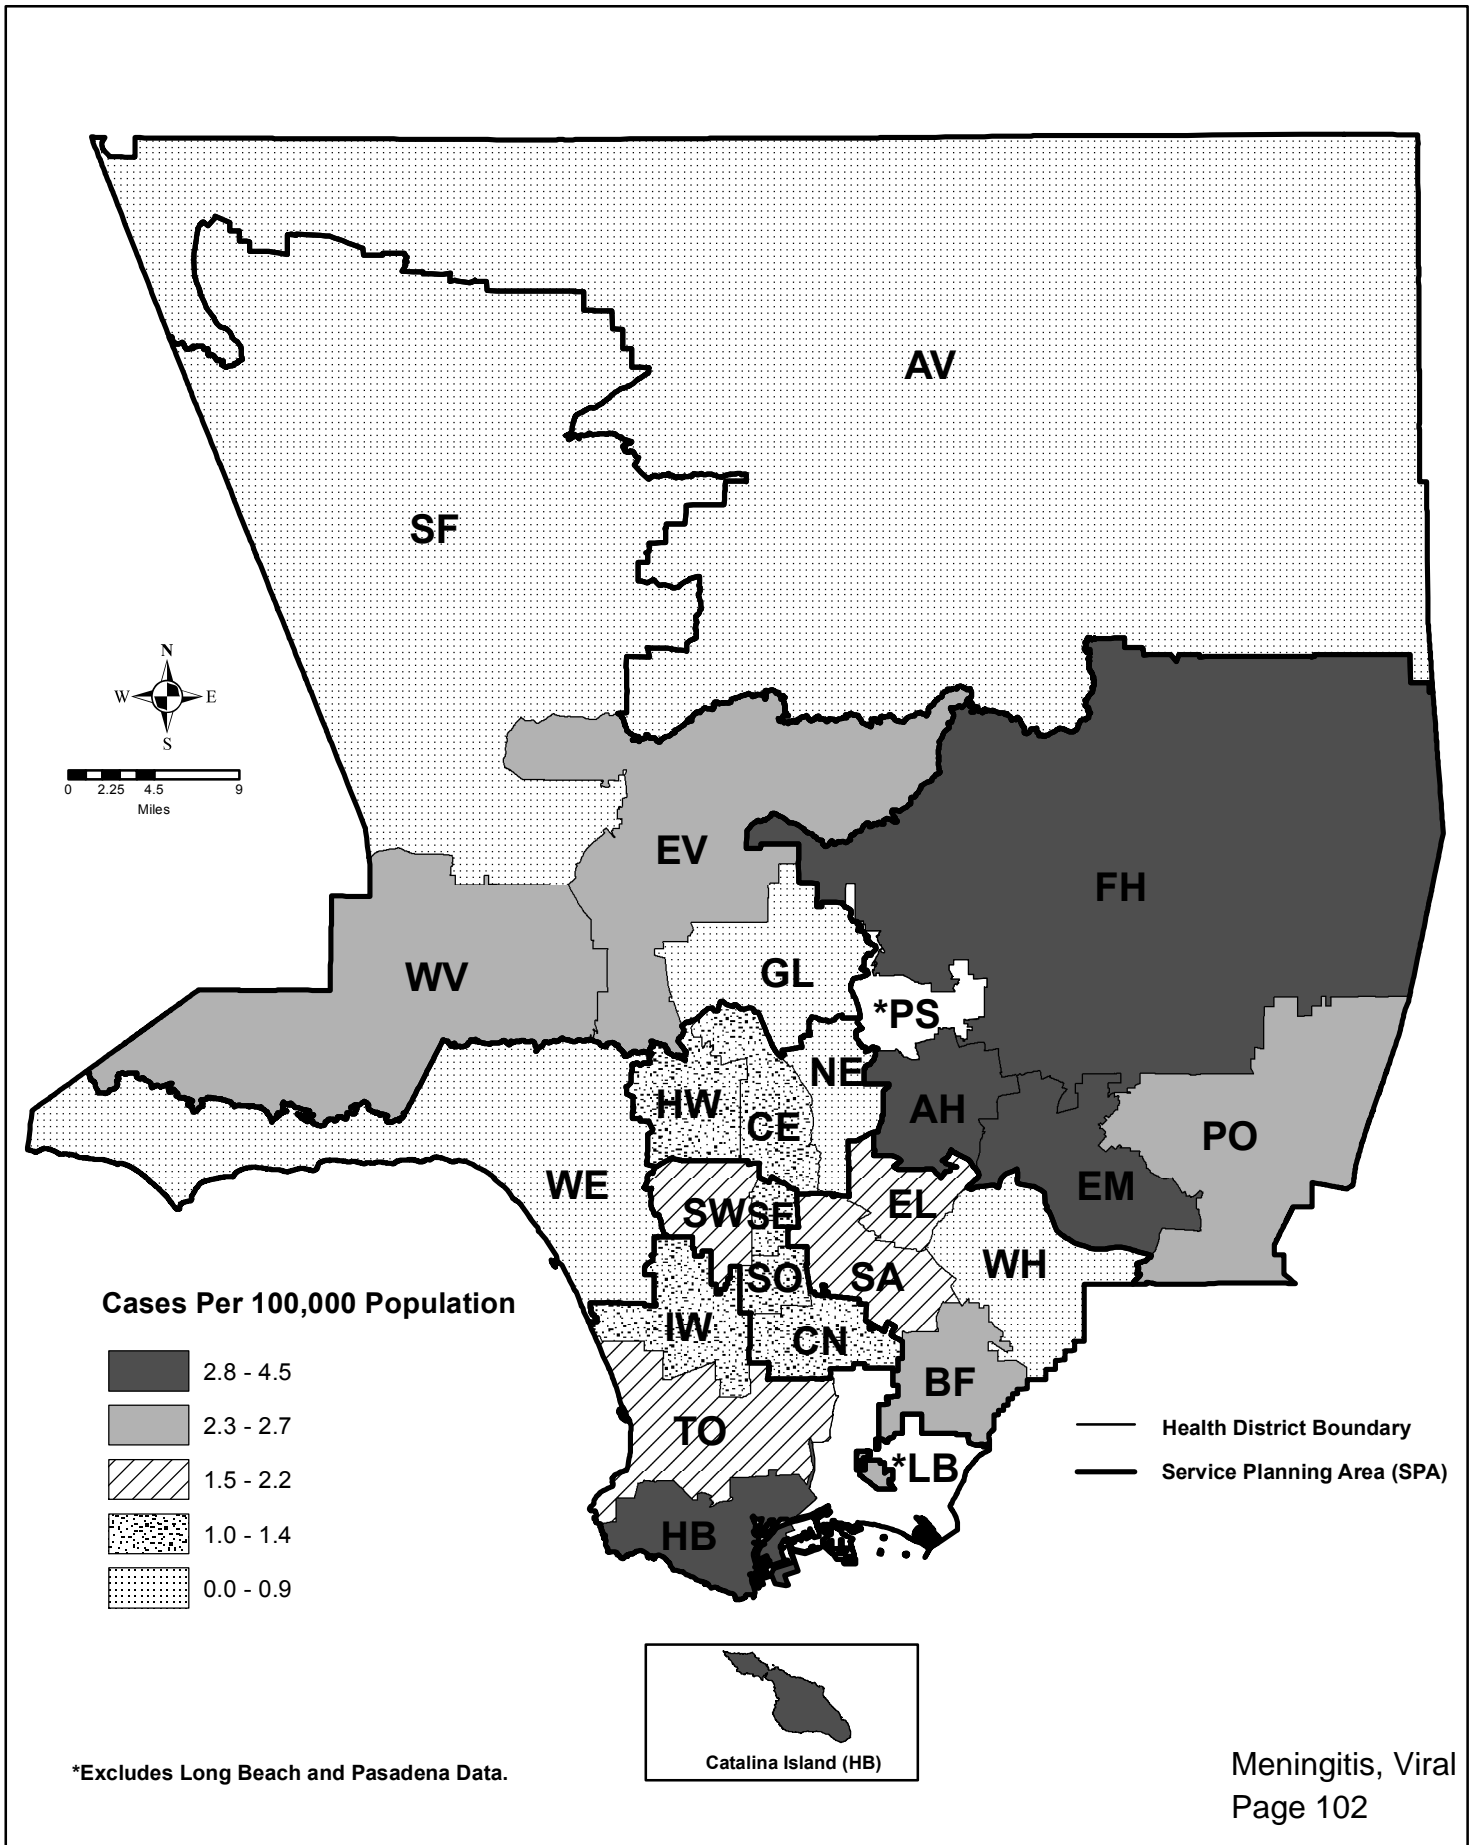 AV
SF
N
W E
S
0 2.25 4.5 9
Miles
EV
FH
WV
GL
*PS
NE
HW
AH
CE
PO
WE
EM
SW
SE
EL
WH
SO
SA
Cases Per 100,000 Population
IW
CN
2.8 - 4.5
BF
2.3 - 2.7
TO
Health District Boundary
*LB
Service Planning Area (SPA)
1.5 - 2.2
1.0 - 1.4
HB
0.0 - 0.9
Catalina Island (HB)
*Excludes Long Beach and Pasadena Data.
Meningitis, Viral
Page 102